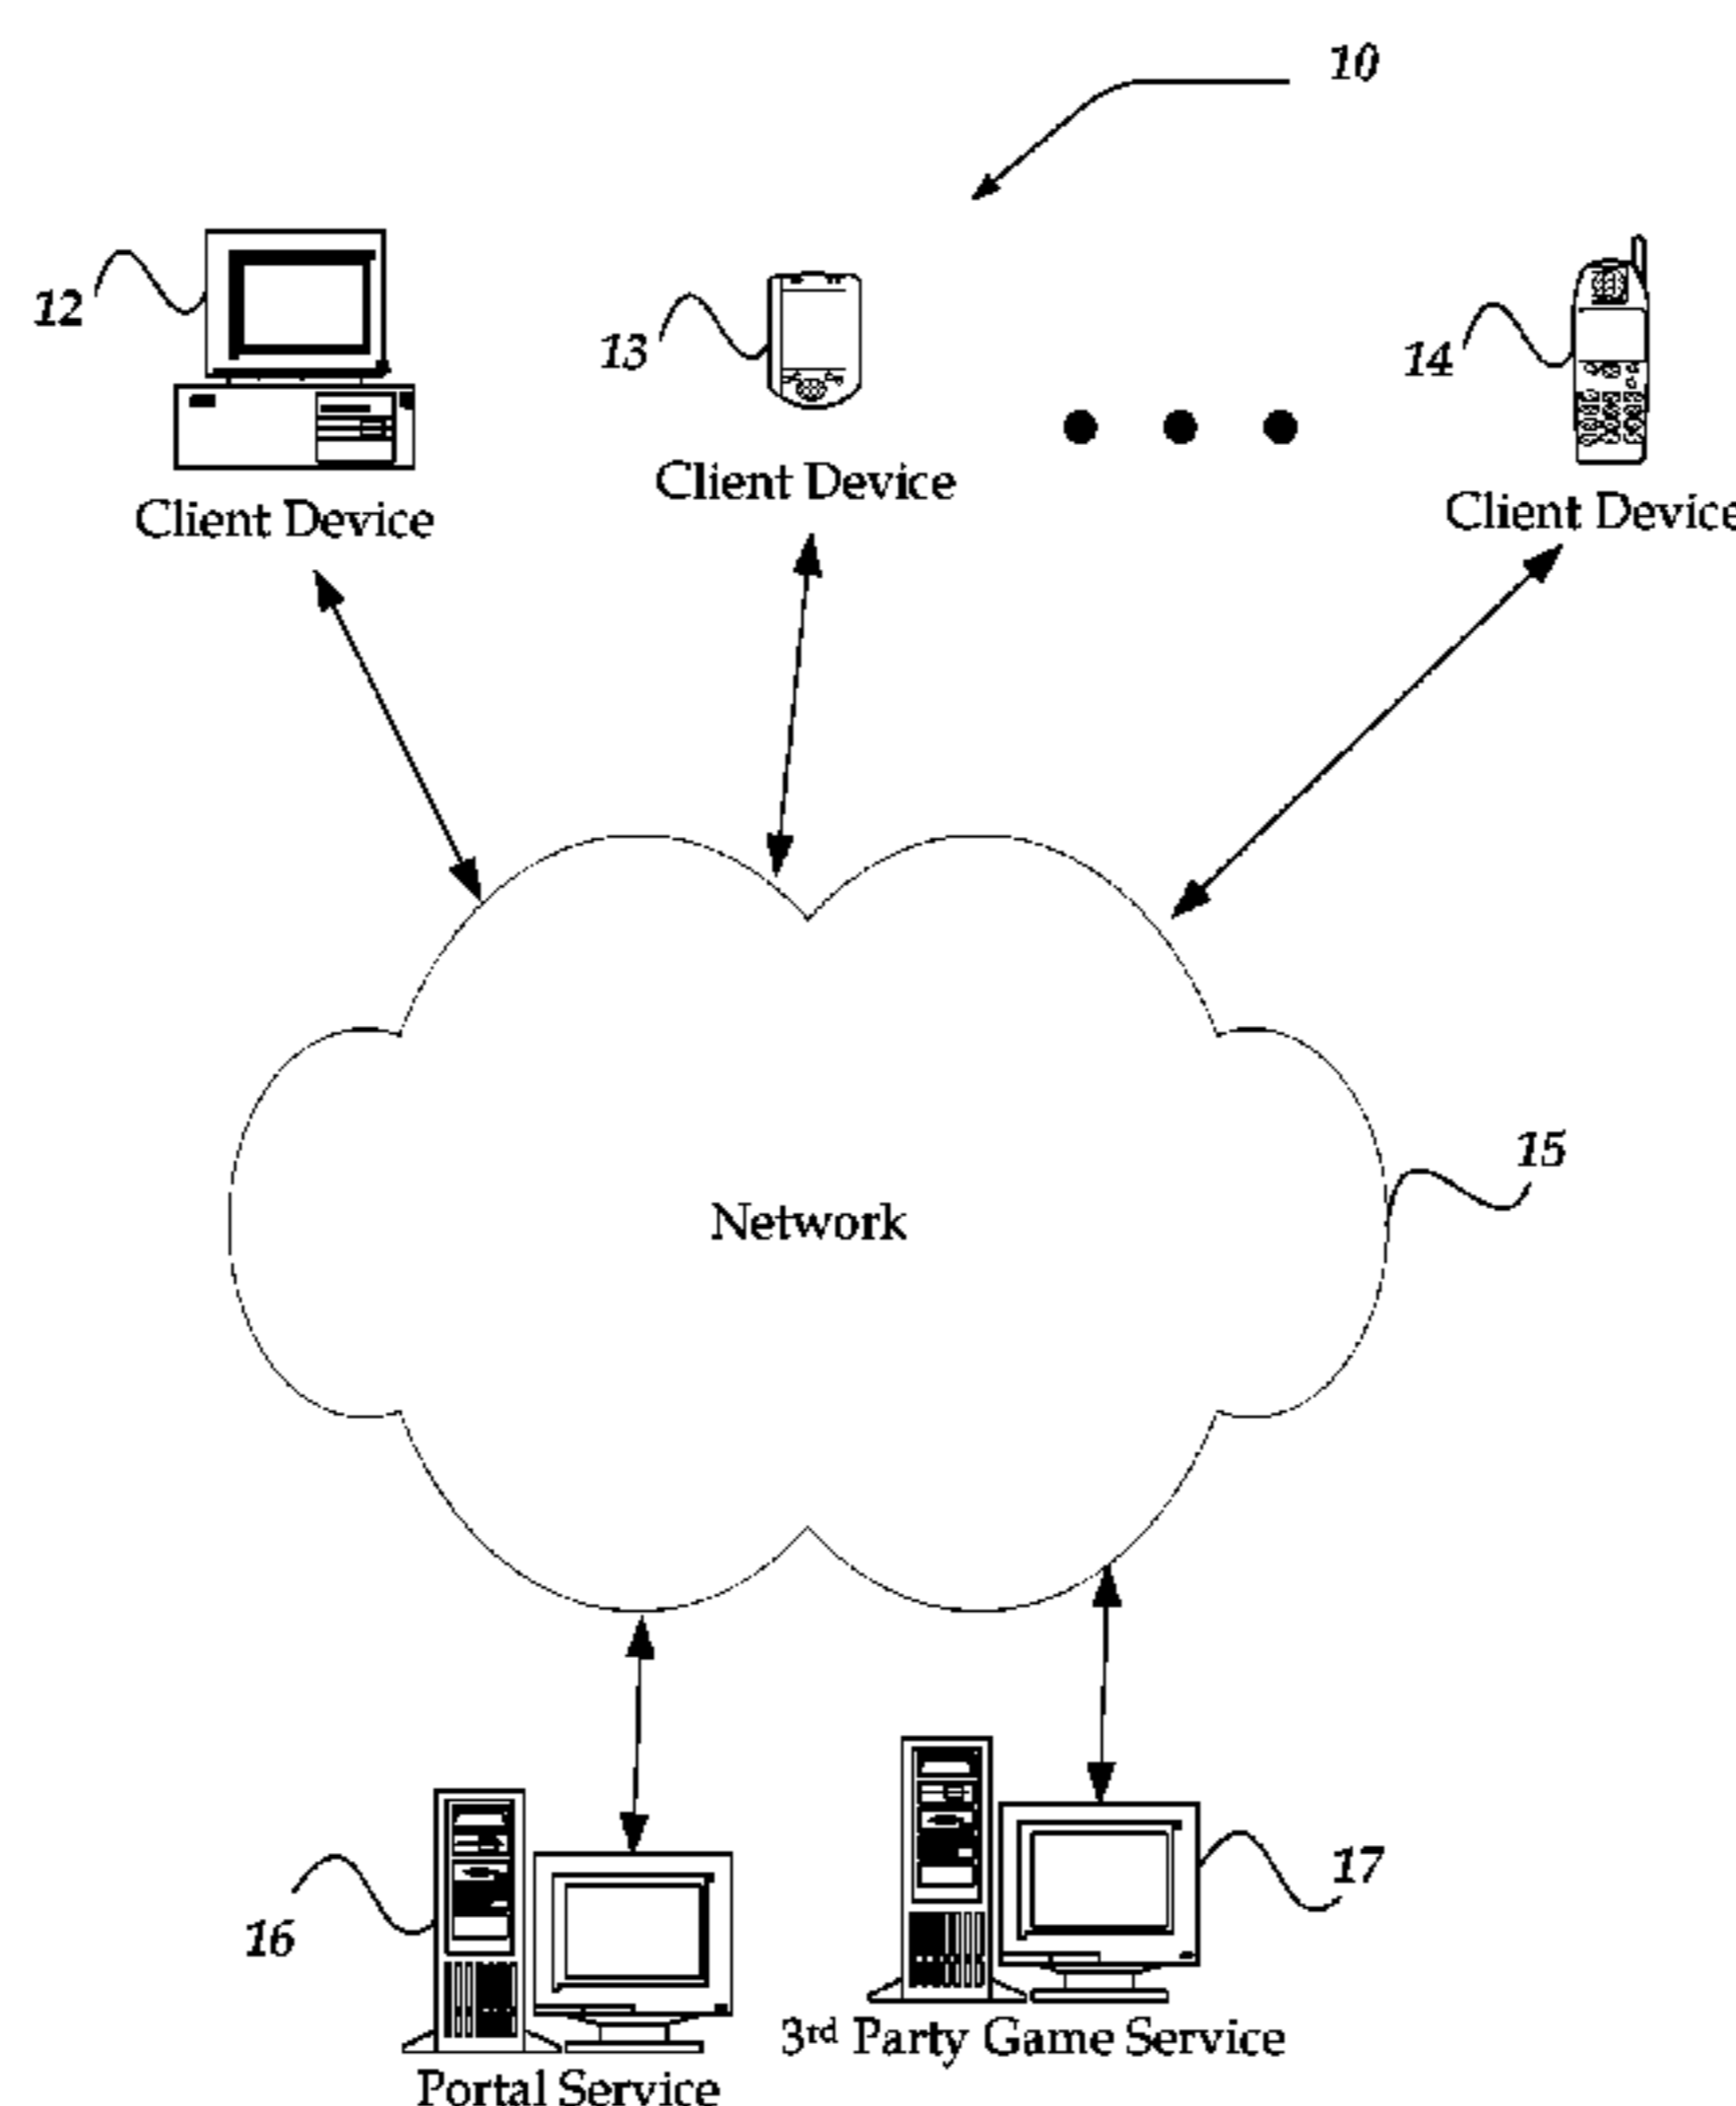 10
12
13
14
Client Device
Client Device
Client Device
15
Network
16
17
3rd Party Game Service
Portal Service